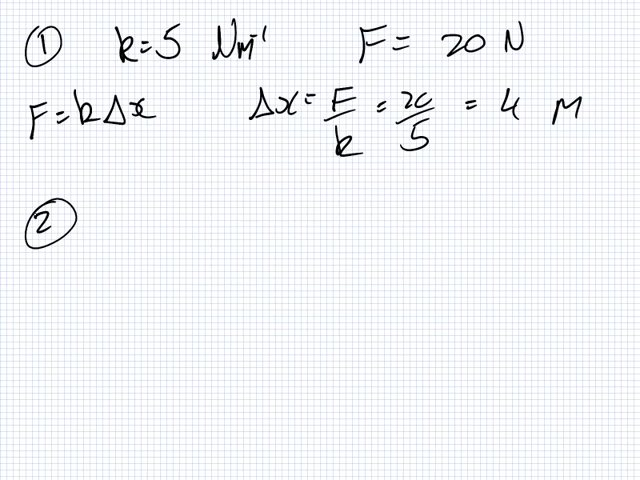 ① k=5 Nm⁻¹ F= 20 N
F=kΔx Δx= F/k = 20/5 = 4 M
②